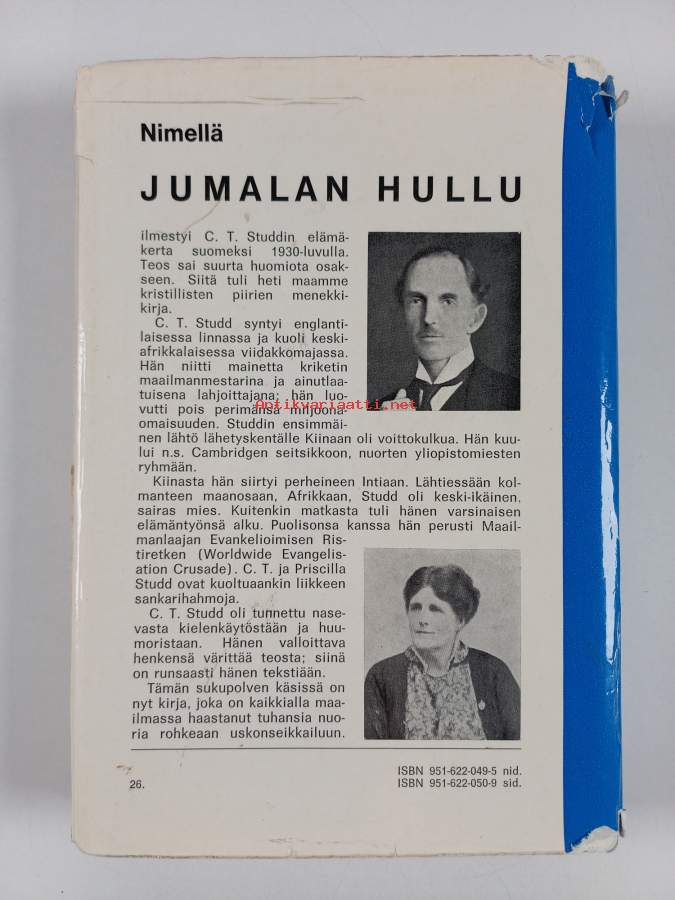 Nimellä
JUMALAN HULLU
ilmestyi C. T. Studdin elämä-
kerta suomeksi 1930-luvulla.
Teos sai suurta huomiota osak-
seen. Siitä tuli heti maamme
kristillisten piirien menekki-
kirja.
C. T. Studd syntyi englanti-
laisessa linnassa ja kuoli keski-
afrikkalaisessa viidakkomajassa.
Hän niitti mainetta kriketin
maailmanmestarina ja ainutlaa-
tuisena lahjoittajana; hän luo-
vutti pois perimänsä miljoona-
Antikvariaatti.net
omaisuuden. Studdin ensimmäi-
nen lähtö lähetyskentälle Kiinaan oli voittokulkua. Hän kuu-
lui n.s. Cambridgen seitsikkoon, nuorten yliopistomiesten
ryhmään.
Kiinasta hän siirtyi perheineen Intiaan. Lähtiessään kol-
manteen maanosaan, Afrikkaan, Studd oli keski-ikäinen,
sairas mies. Kuitenkin matkasta tuli hänen varsinaisen
elämäntyönsä alku. Puolisonsa kanssa hän perusti Maail-
manlaajan Evankelioimisen Ris-
tiretken (Worldwide Evangelis-
ation Crusade). C. T. ja Priscilla
Studd ovat kuoltuaankin liikkeen
sankarihahmoja.
C. T. Studd oli tunnettu nase-
vasta kielenkäytöstään ja huu-
moristaan. Hänen valloittava
henkensä värittää teosta; siinä
on runsaasti hänen tekstiään.
Tämän sukupolven käsissä on
nyt kirja, joka on kaikkialla maa-
ilmassa haastanut tuhansia nuo-
ria rohkeaan uskonseikkailuun.
26.
ISBN 951-622-049-5 nid.
ISBN 951-622-050-9 sid.